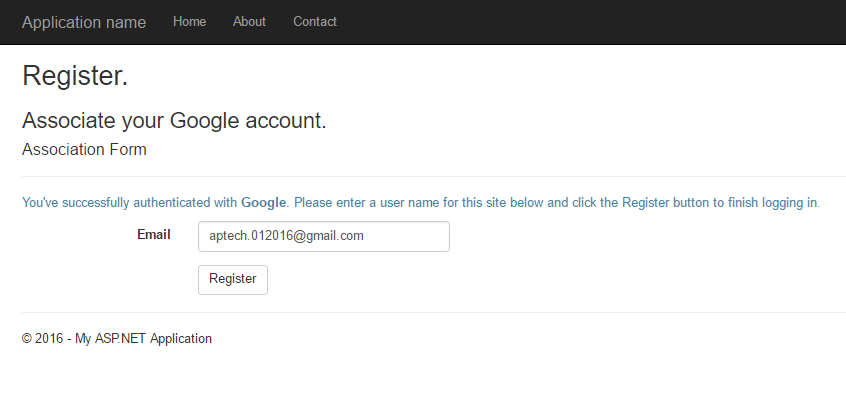 Application name Home About Contact
Register.
Associate your Google account.
Association Form
You've successfully authenticated with Google. Please enter a user name for this site below and click the Register button to finish logging in.
Email aptech.012016@gmail.com
Register
© 2016 - My ASP.NET Application